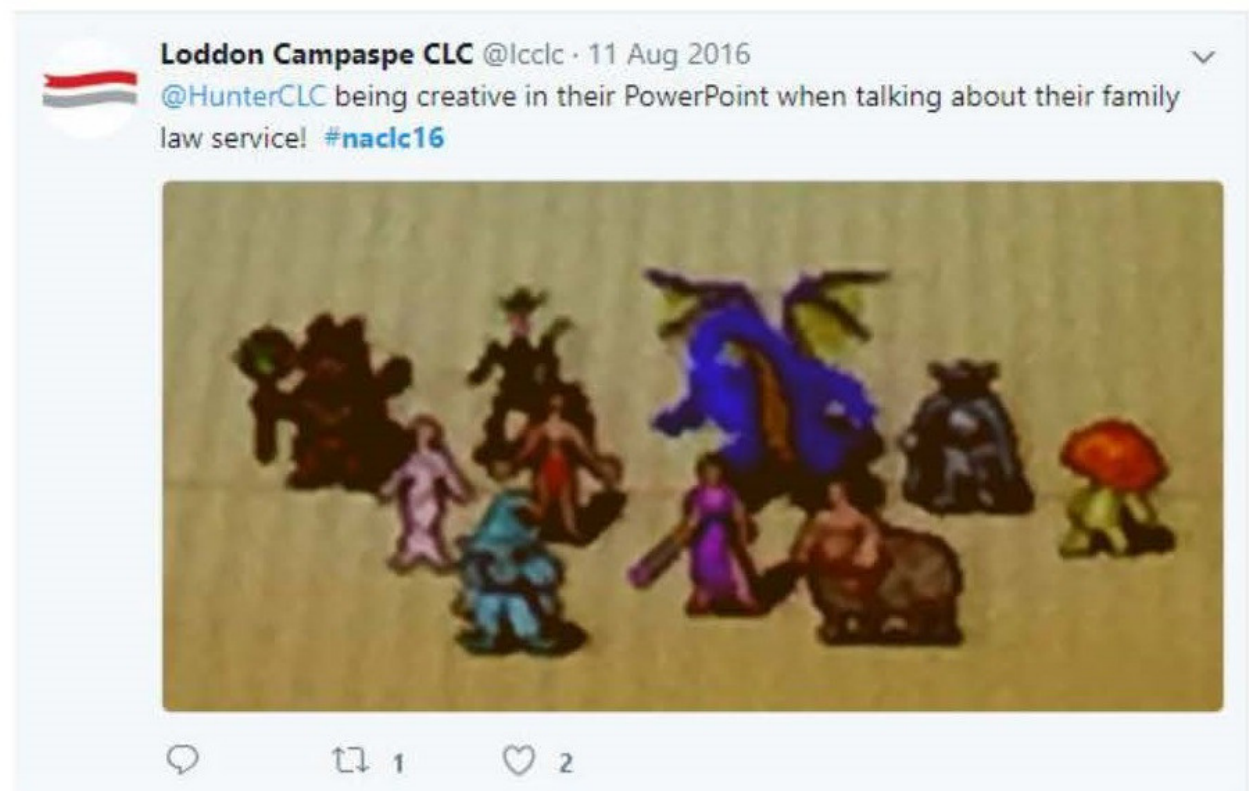 Loddon Campaspe CLC @lcclc · 11 Aug 2016
@HunterCLC being creative in their PowerPoint when talking about their family
law service! #naclc16
1
2